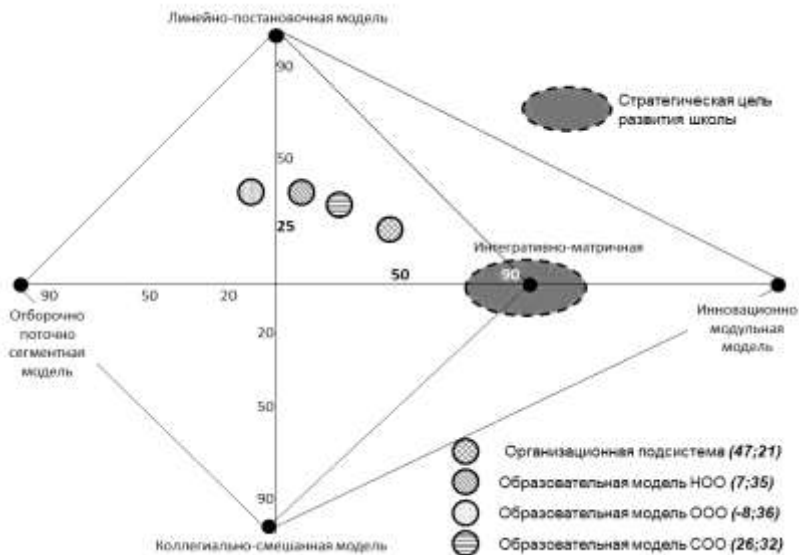 Линейно-постановочная модель
90
Стратегическая цель
развития школы
50
25
Интегративно-матричная
50
90
90
50
20
Отборочно
поточно
сегментная
модель
20
Инновационно
модульная
модель
50
Организационная подсистема (47;21)
Образовательная модель НОО (7;35)
90
Образовательная модель ООО (-8;36)
Коллегиально-смешанная модель
Образовательная модель СОО (26;32)